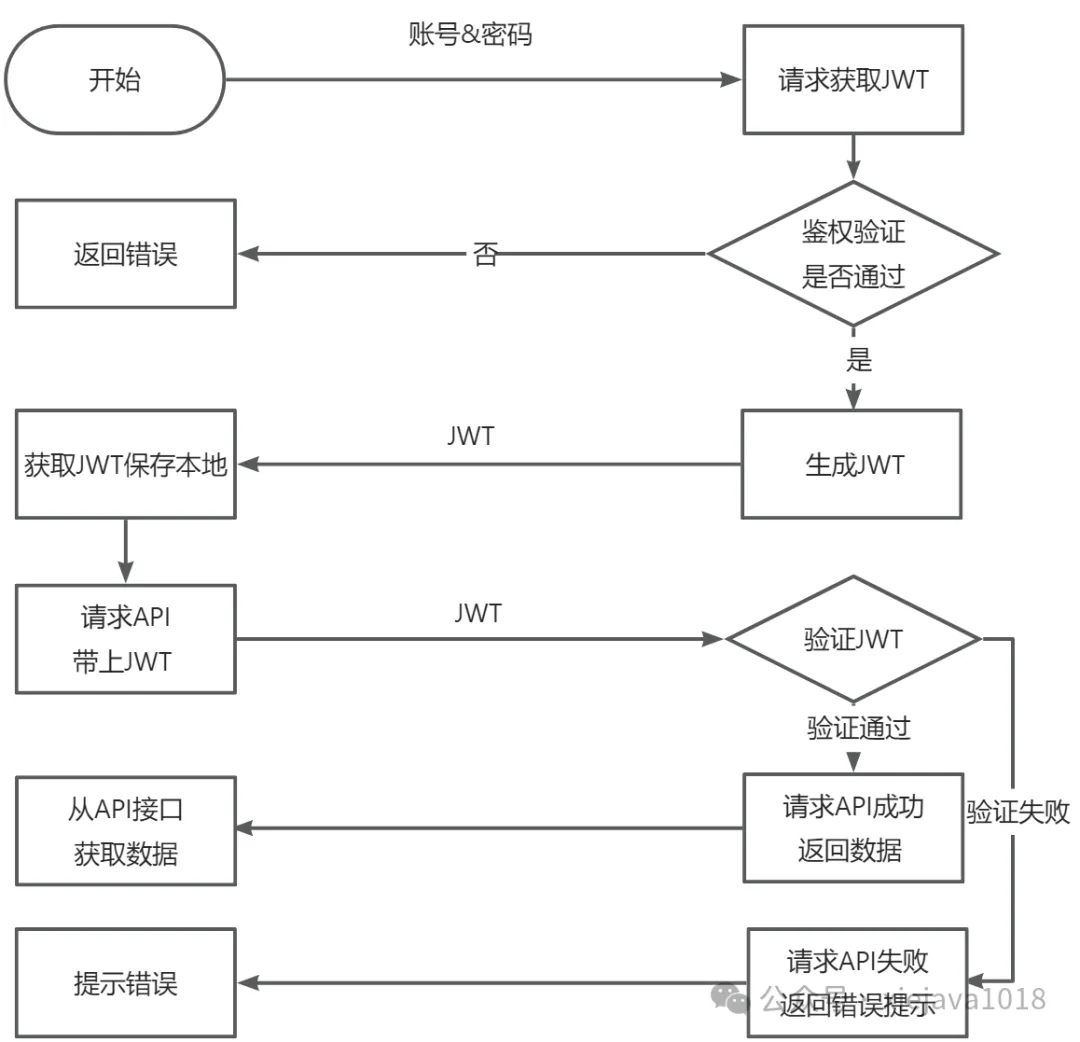 账号&密码
开始
请求获取JWT
鉴权验证
是否通过
返回错误
否
是
JWT
获取JWT保存本地
生成JWT
请求API
带上JWT
JWT
验证JWT
验证通过
验证失败
从API接口
获取数据
请求API成功
返回数据
提示错误
请求API失败
返回错误提示
公众号